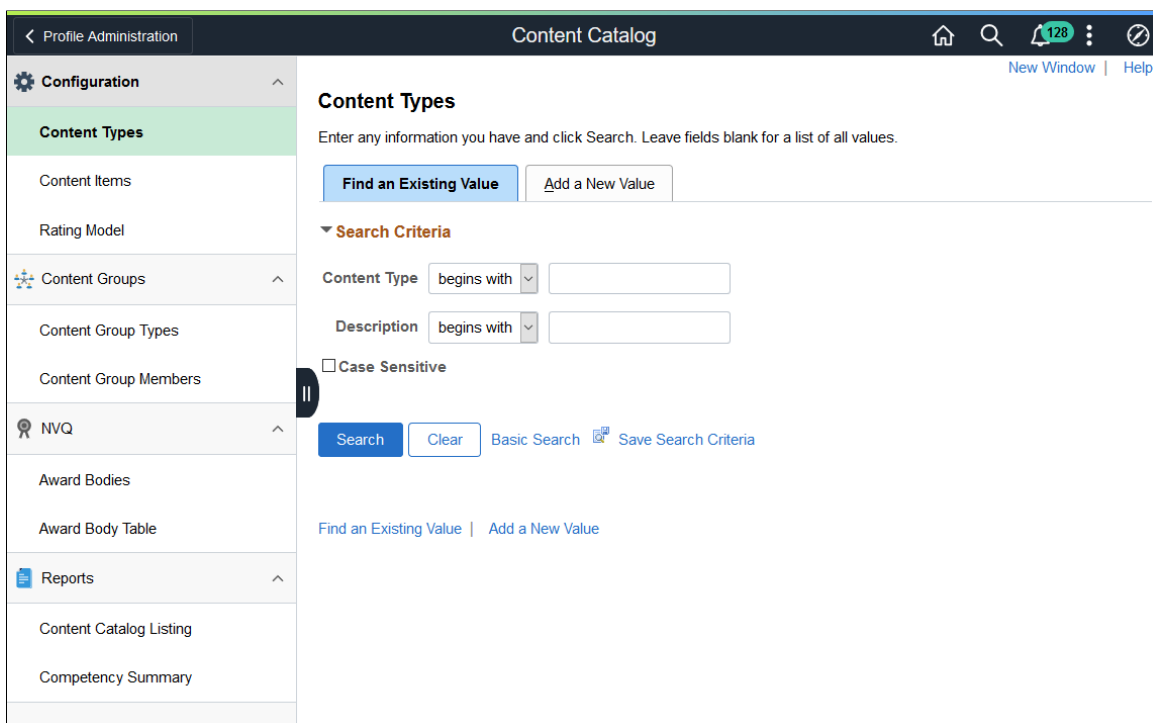 Profile Administration
Content Catalog
128
New Window | Help
Configuration
Content Types
Content Items
Rating Model
Content Groups
Content Group Types
Content Group Members
NVQ
Award Bodies
Award Body Table
Reports
Content Catalog Listing
Competency Summary
Content Types
Enter any information you have and click Search. Leave fields blank for a list of all values.
Find an Existing Value
Add a New Value
Search Criteria
Content Type begins with
Description begins with
Case Sensitive
Search Clear Basic Search Save Search Criteria
Find an Existing Value | Add a New Value